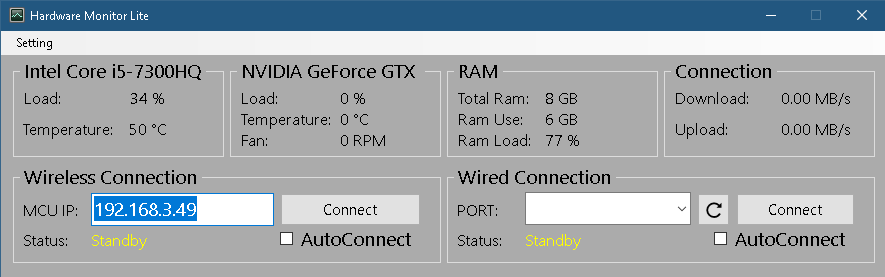 Hardware Monitor Lite
Setting
Intel Core i5-7300HQ
Load: 34 %
Temperature: 50 °C
NVIDIA GeForce GTX
Load: 0 %
Temperature: 0 °C
Fan: 0 RPM
RAM
Total Ram: 8 GB
Ram Use: 6 GB
Ram Load: 77 %
Connection
Download: 0.00 MB/s
Upload: 0.00 MB/s
Wireless Connection
MCU IP: 192.168.3.49 Connect
Status: Standby AutoConnect
Wired Connection
PORT: Connect
Status: Standby AutoConnect